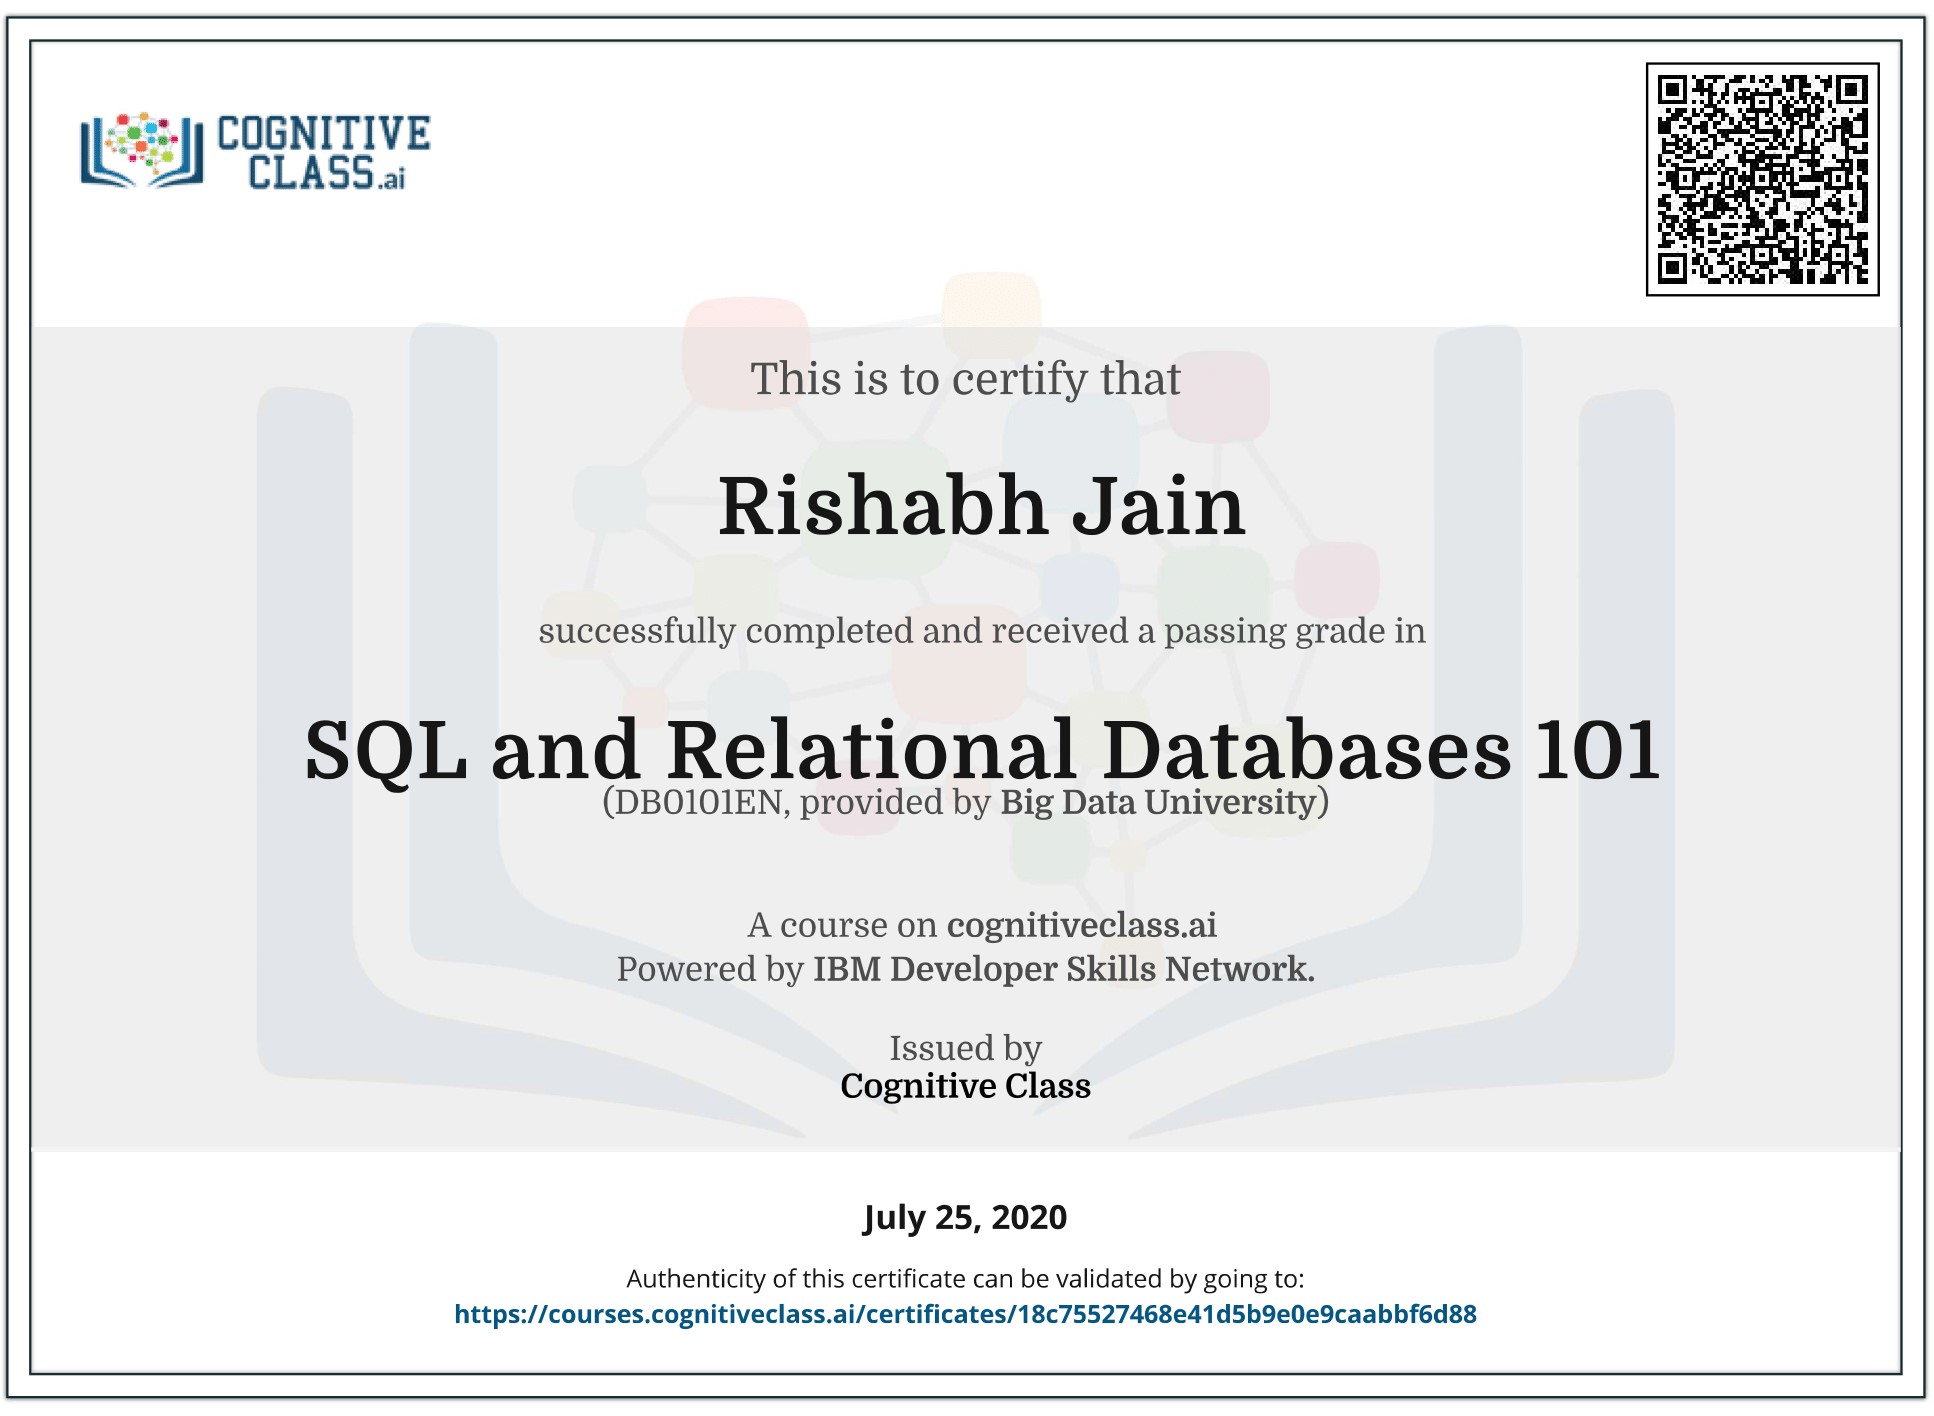 COGNITIVE
CLASS.ai
This is to certify that
Rishabh Jain
successfully completed and received a passing grade in
SQL and Relational Databases 101
(DB0101EN, provided by Big Data University)
A course on cognitiveclass.ai
Powered by IBM Developer Skills Network.
Issued by
Cognitive Class
July 25, 2020
Authenticity of this certificate can be validated by going to:
https://courses.cognitiveclass.ai/certificates/18c75527468e41d5b9e0e9caabbf6d88